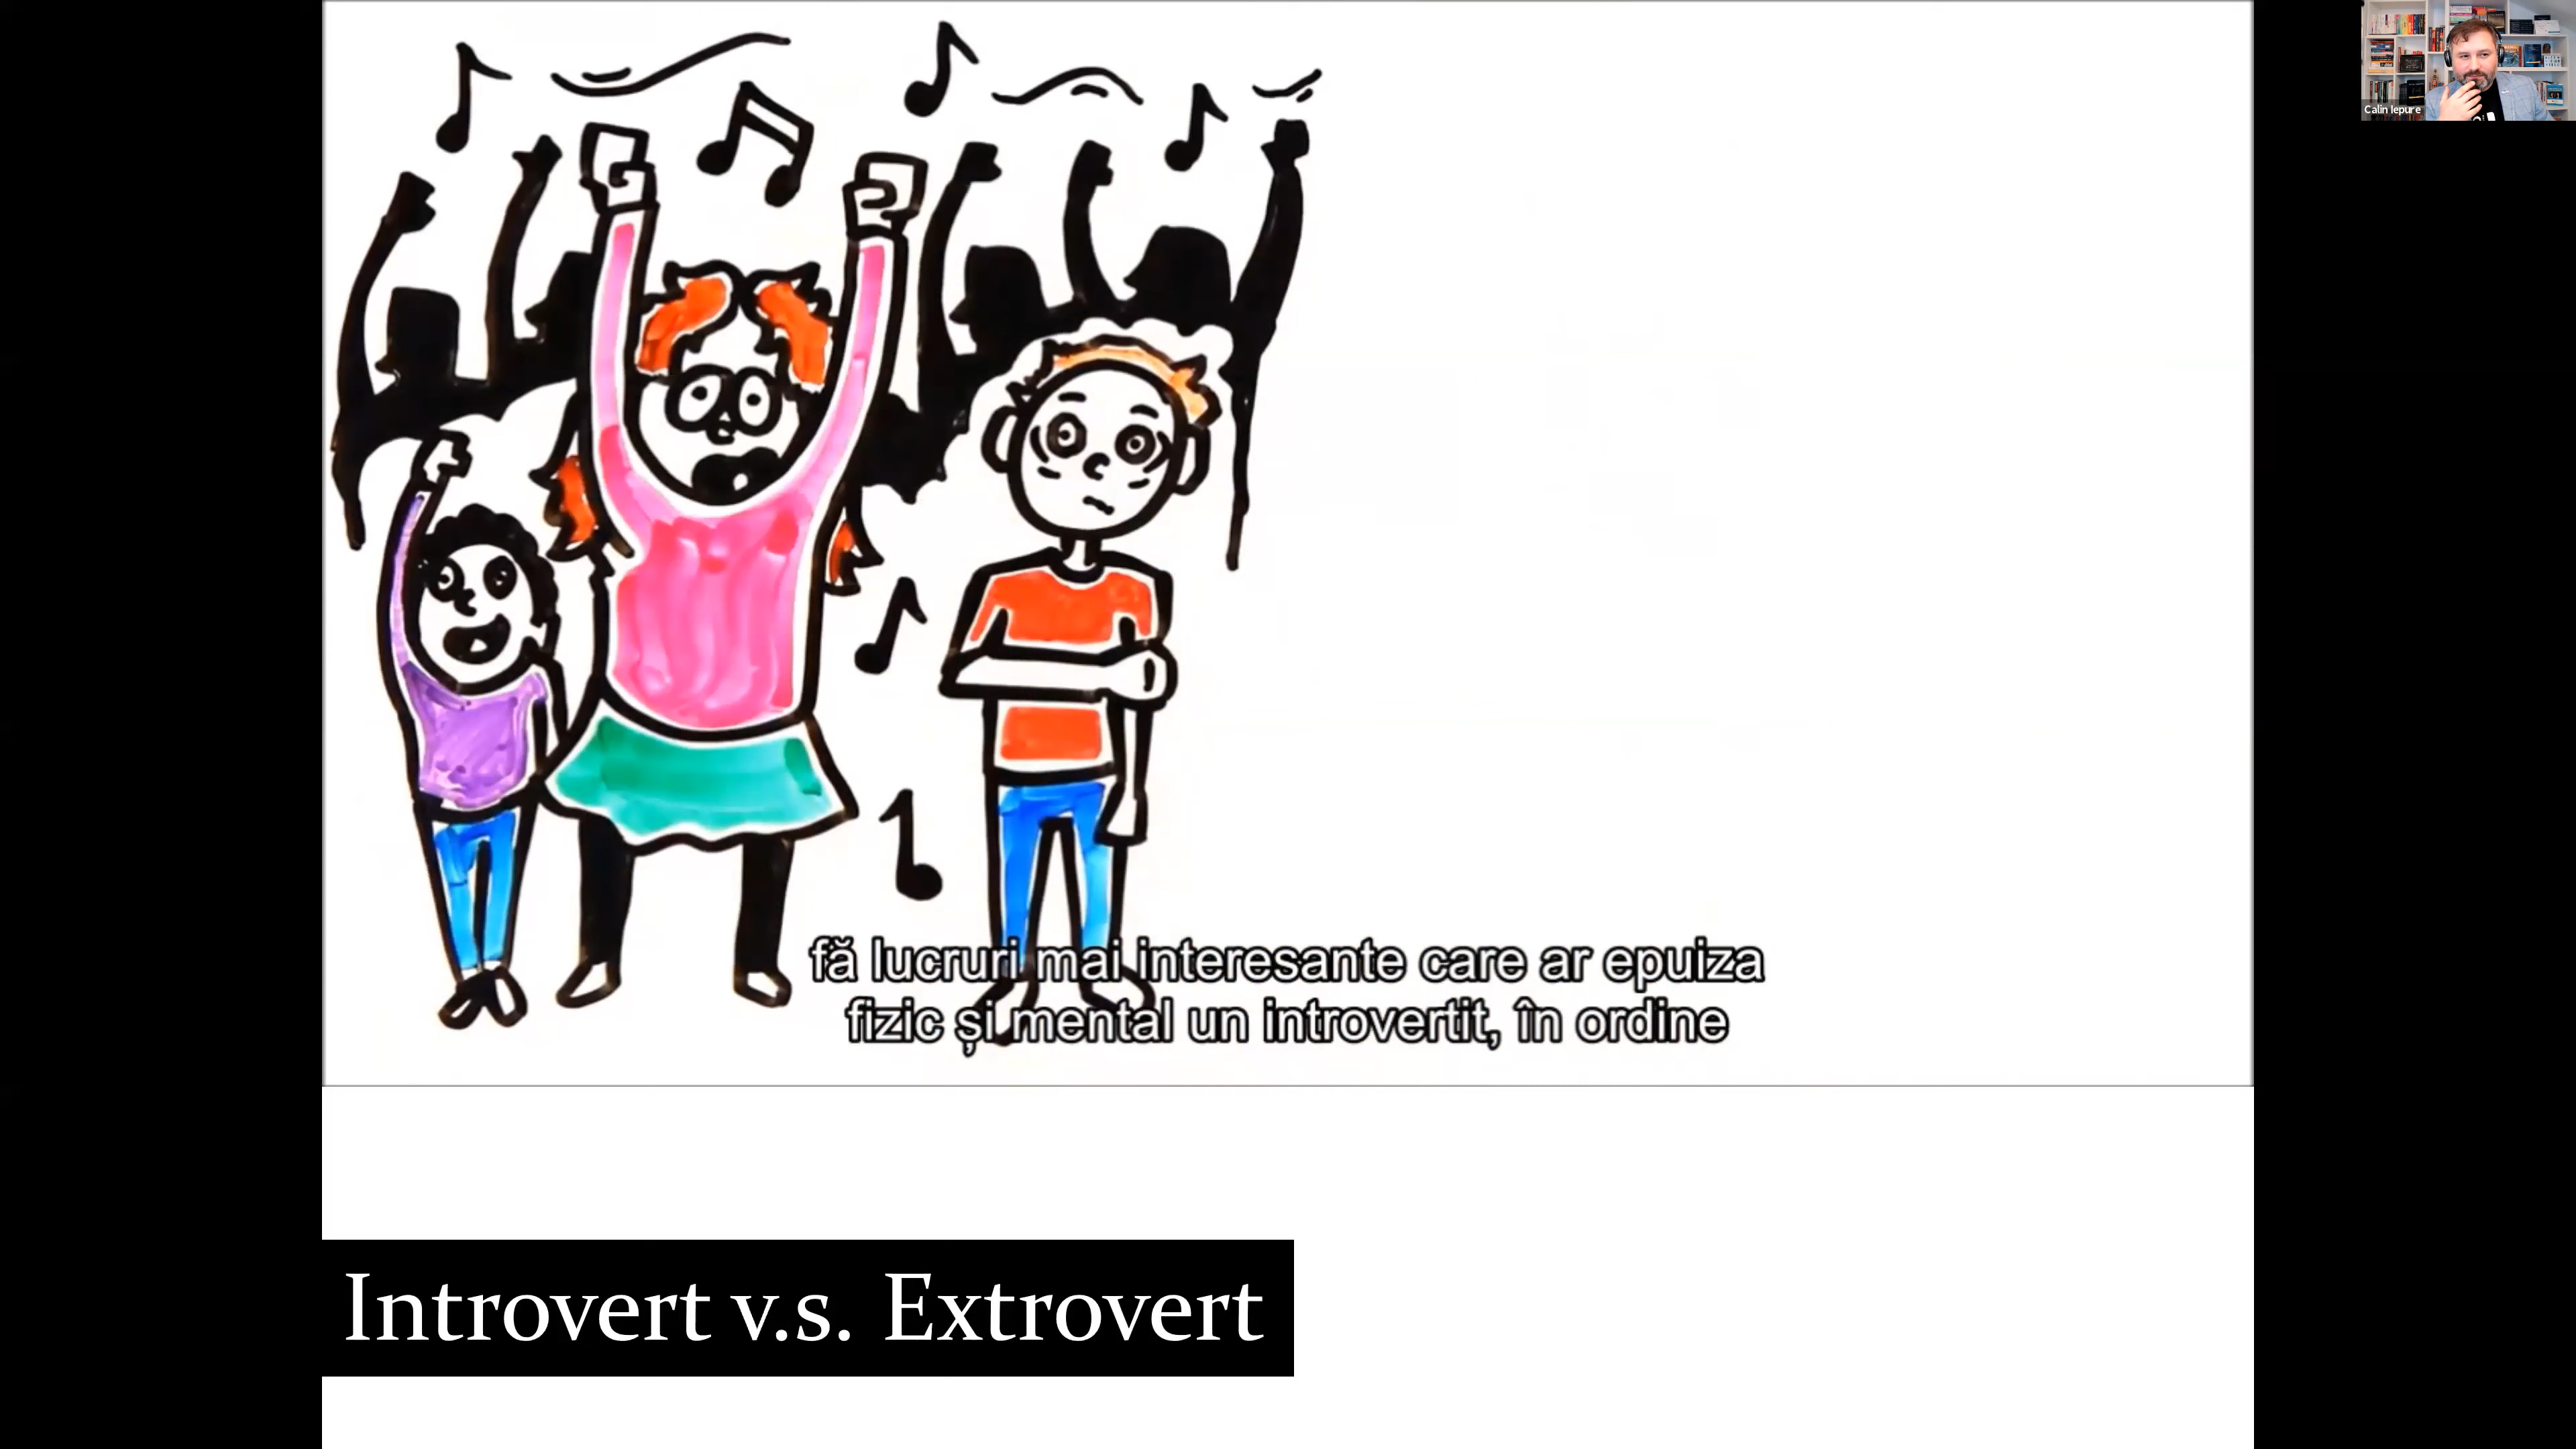 Calin Iepure
fă lucruri mai interesante care ar epuiza
fizic și mental un introvertit, în ordine
Introvert v.s. Extrovert